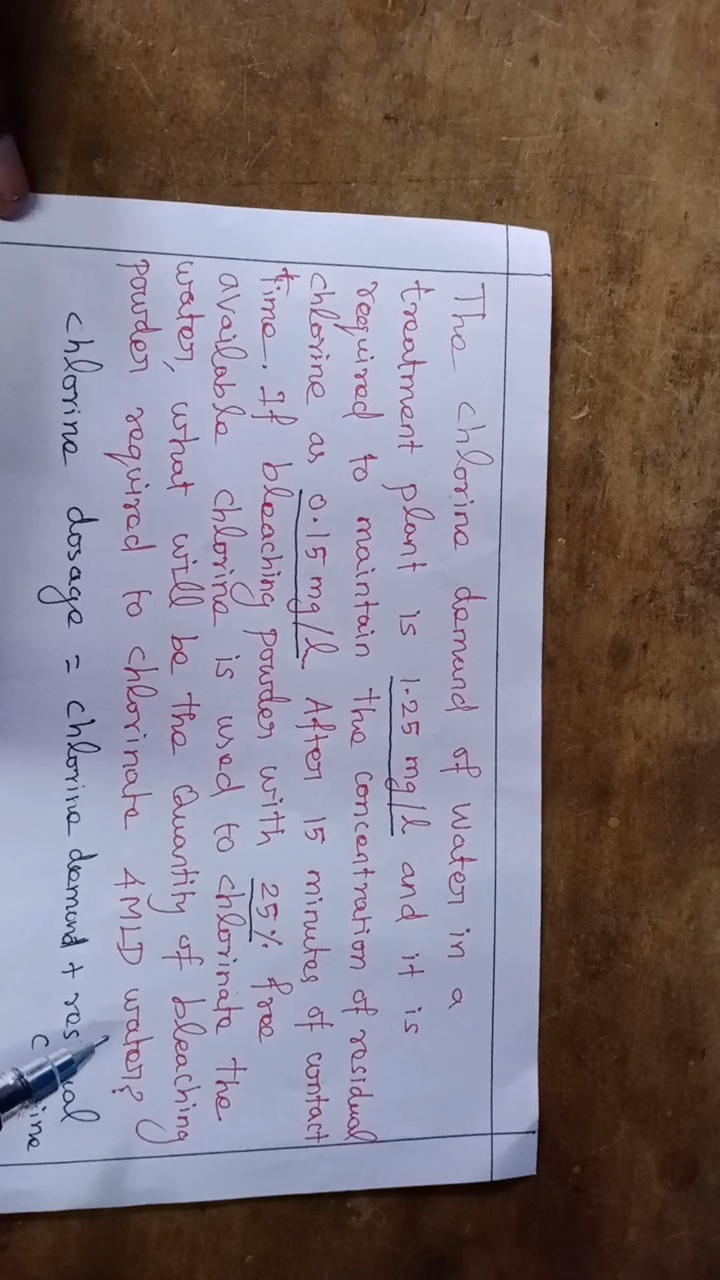 The chlorine demand of water in a
treatment plant is 1.25 mg/l and it is
required to maintain the concentration of residual
chlorine as 0.15 mg/l After 15 minutes of contact
time. If bleaching powder with 25% free
available chlorine is used to chlorinate the
water, what will be the Quantity of bleaching
powder required to chlorinate 4MLD water?
chlorine dosage = chlorine demand +